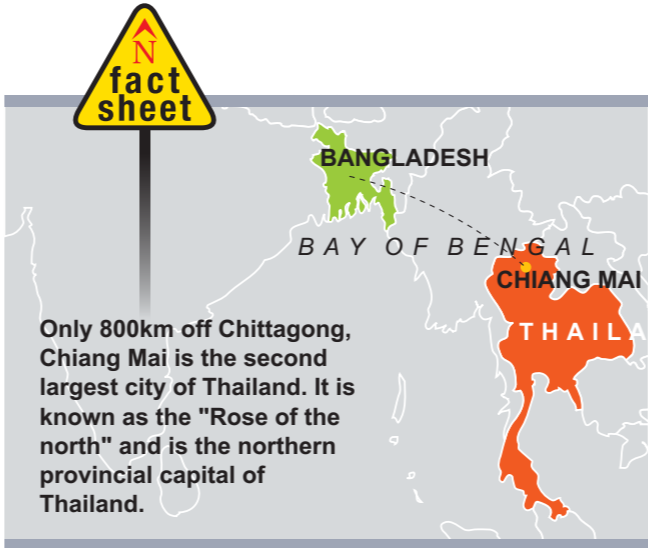 N
fact
sheet
BANGLADESH
BAY OF BENGAL
CHIANG MAI
THAILA
Only 800km off Chittagong,
Chiang Mai is the second
largest city of Thailand. It is
known as the "Rose of the
north" and is the northern
provincial capital of
Thailand.